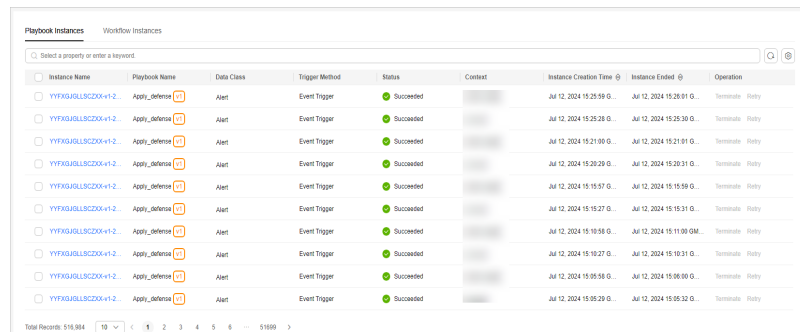 Playbook Instances Workflow Instances
Select a property or enter a keyword.
Instance Name Playbook Name Data Class Trigger Method Status Context Instance Creation Time Instance Ended Operation
YYFXGJGLLSCZXX-v1-2... Apply_defense v1 Alert Event Trigger Succeeded Jul 12, 2024 15:25:59 G... Jul 12, 2024 15:26:01 G... Terminate Retry
YYFXGJGLLSCZXX-v1-2... Apply_defense v1 Alert Event Trigger Succeeded Jul 12, 2024 15:25:28 G... Jul 12, 2024 15:25:30 G... Terminate Retry
YYFXGJGLLSCZXX-v1-2... Apply_defense v1 Alert Event Trigger Succeeded Jul 12, 2024 15:21:00 G... Jul 12, 2024 15:21:01 G... Terminate Retry
YYFXGJGLLSCZXX-v1-2... Apply_defense v1 Alert Event Trigger Succeeded Jul 12, 2024 15:20:29 G... Jul 12, 2024 15:20:31 G... Terminate Retry
YYFXGJGLLSCZXX-v1-2... Apply_defense v1 Alert Event Trigger Succeeded Jul 12, 2024 15:15:57 G... Jul 12, 2024 15:15:59 G... Terminate Retry
YYFXGJGLLSCZXX-v1-2... Apply_defense v1 Alert Event Trigger Succeeded Jul 12, 2024 15:15:27 G... Jul 12, 2024 15:15:31 G... Terminate Retry
YYFXGJGLLSCZXX-v1-2... Apply_defense v1 Alert Event Trigger Succeeded Jul 12, 2024 15:10:58 G... Jul 12, 2024 15:11:00 GM... Terminate Retry
YYFXGJGLLSCZXX-v1-2... Apply_defense v1 Alert Event Trigger Succeeded Jul 12, 2024 15:10:27 G... Jul 12, 2024 15:10:31 G... Terminate Retry
YYFXGJGLLSCZXX-v1-2... Apply_defense v1 Alert Event Trigger Succeeded Jul 12, 2024 15:05:58 G... Jul 12, 2024 15:06:00 G... Terminate Retry
YYFXGJGLLSCZXX-v1-2... Apply_defense v1 Alert Event Trigger Succeeded Jul 12, 2024 15:05:29 G... Jul 12, 2024 15:05:32 G... Terminate Retry
Total Records: 516,984 10 < 1 2 3 4 5 6 ... 51699 >